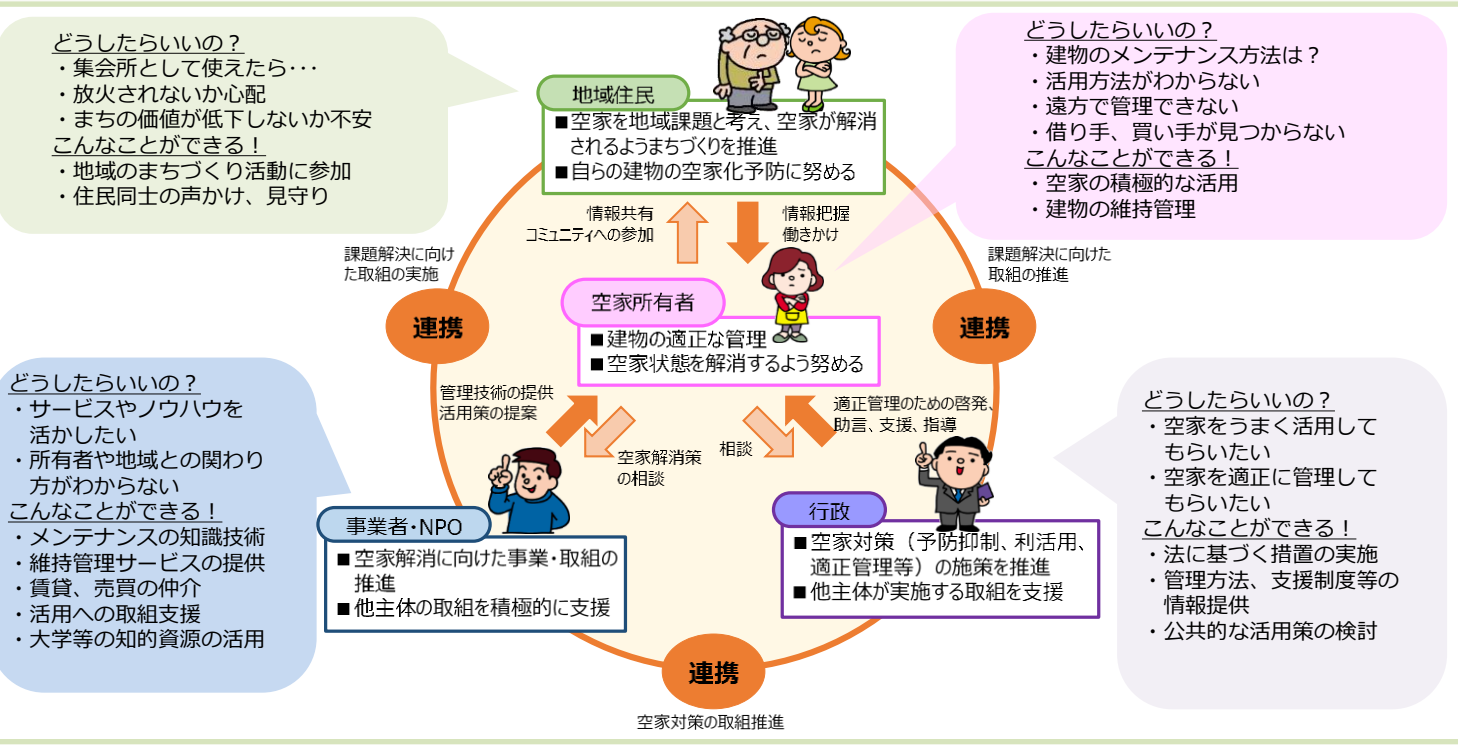 どうしたらいいの？
・集会所として使えたら･･･
・放火されないか心配
・まちの価値が低下しないか不安
こんなことができる！
・地域のまちづくり活動に参加
・住民同士の声かけ、見守り
地域住民
■空家を地域課題と考え、空家が解消
されるようまちづくりを推進
■自らの建物の空家化予防に努める
どうしたらいいの？
・建物のメンテナンス方法は？
・活用方法がわからない
・遠方で管理できない
・借り手、買い手が見つからない
こんなことができる！
・空家の積極的な活用
・建物の維持管理
情報共有
コミュニティへの参加
情報把握
働きかけ
課題解決に向け
た取組の実施
課題解決に向けた
取組の推進
連携
連携
空家所有者
■建物の適正な管理
■空家状態を解消するよう努める
管理技術の提供
活用策の提案
空家解消策
の相談
相談
適正管理のための啓発、
助言、支援、指導
どうしたらいいの？
・サービスやノウハウを
活かしたい
・所有者や地域との関わり
方がわからない
こんなことができる！
・メンテナンスの知識技術
・維持管理サービスの提供
・賃貸、売買の仲介
・活用への取組支援
・大学等の知的資源の活用
事業者･NPO
■空家解消に向けた事業･取組の
推進
■他主体の取組を積極的に支援
行政
■空家対策（予防抑制、利活用、
適正管理等）の施策を推進
■他主体が実施する取組を支援
どうしたらいいの？
・空家をうまく活用して
もらいたい
・空家を適正に管理して
もらいたい
こんなことができる！
・法に基づく措置の実施
・管理方法、支援制度等の
情報提供
・公共的な活用策の検討
連携
空家対策の取組推進